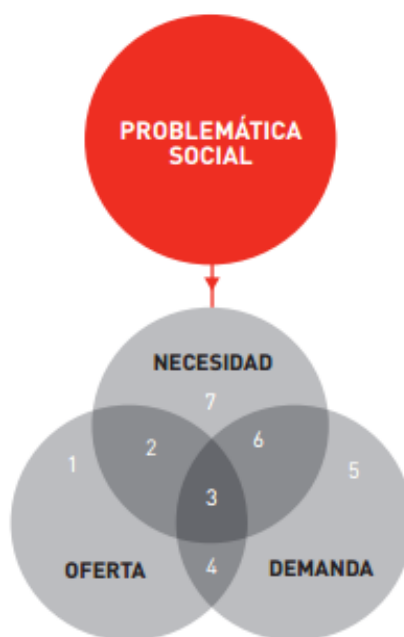 PROBLEMÁTICA
SOCIAL
NECESIDAD
7
1
2
6
5
3
OFERTA
4
DEMANDA